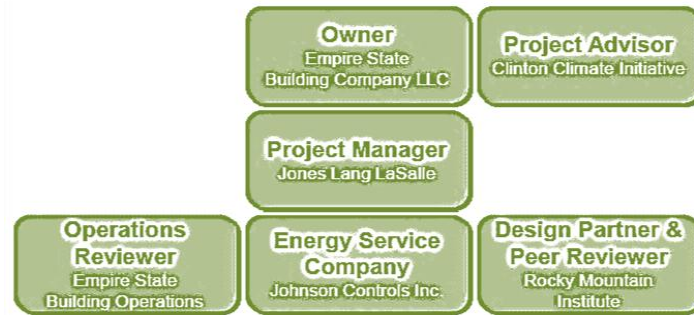 Owner
Empire State
Building Company LLC
Project Advisor
Clinton Climate Initiative
Project Manager
Jones Lang LaSalle
Operations
Reviewer
Empire State
Building Operations
Energy Service
Company
Johnson Controls Inc.
Design Partner &
Peer Reviewer
Rocky Mountain
Institute